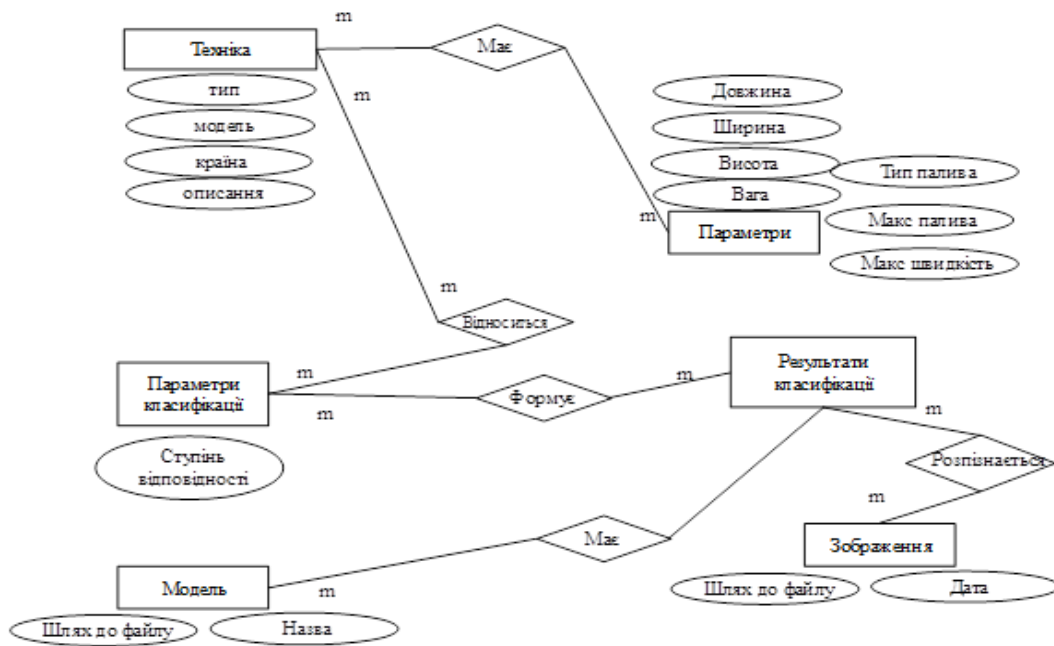 m
Техніка
Має
m
тип
m
Довжина
модель
Ширина
країна
Висота
Тип палива
описання
Вага
m
Параметри
Макс палива
Макс швидкість
m
Відноситься
Параметри
класифікації
m
m
Формує
m
Результати
класифікації
m
Ступінь
відповідності
Розпізнається
m
Має
Зображення
Модель
m
Шлях до файлу
Дата
Шлях до файлу
Назва